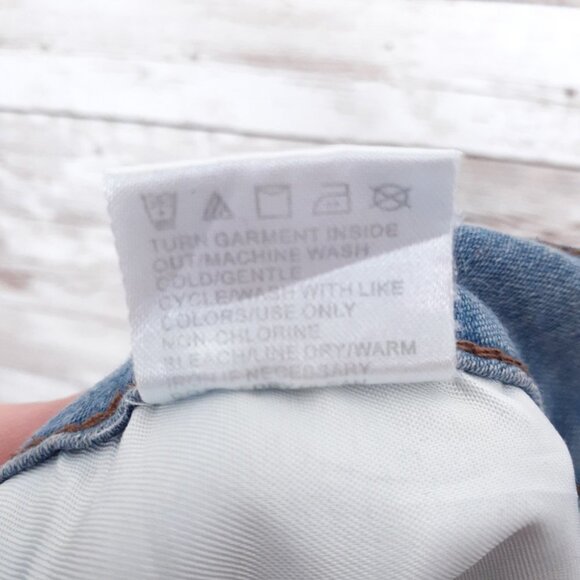 TURN GARMENT INSIDE
OUT/MACHINE WASH
COLD/GENTLE
CYCLE/WASH WITH LIKE
COLORS/USE ONLY
NON-CHLORINE
BLEACH/LINE DRY/WARM
NECESSARY